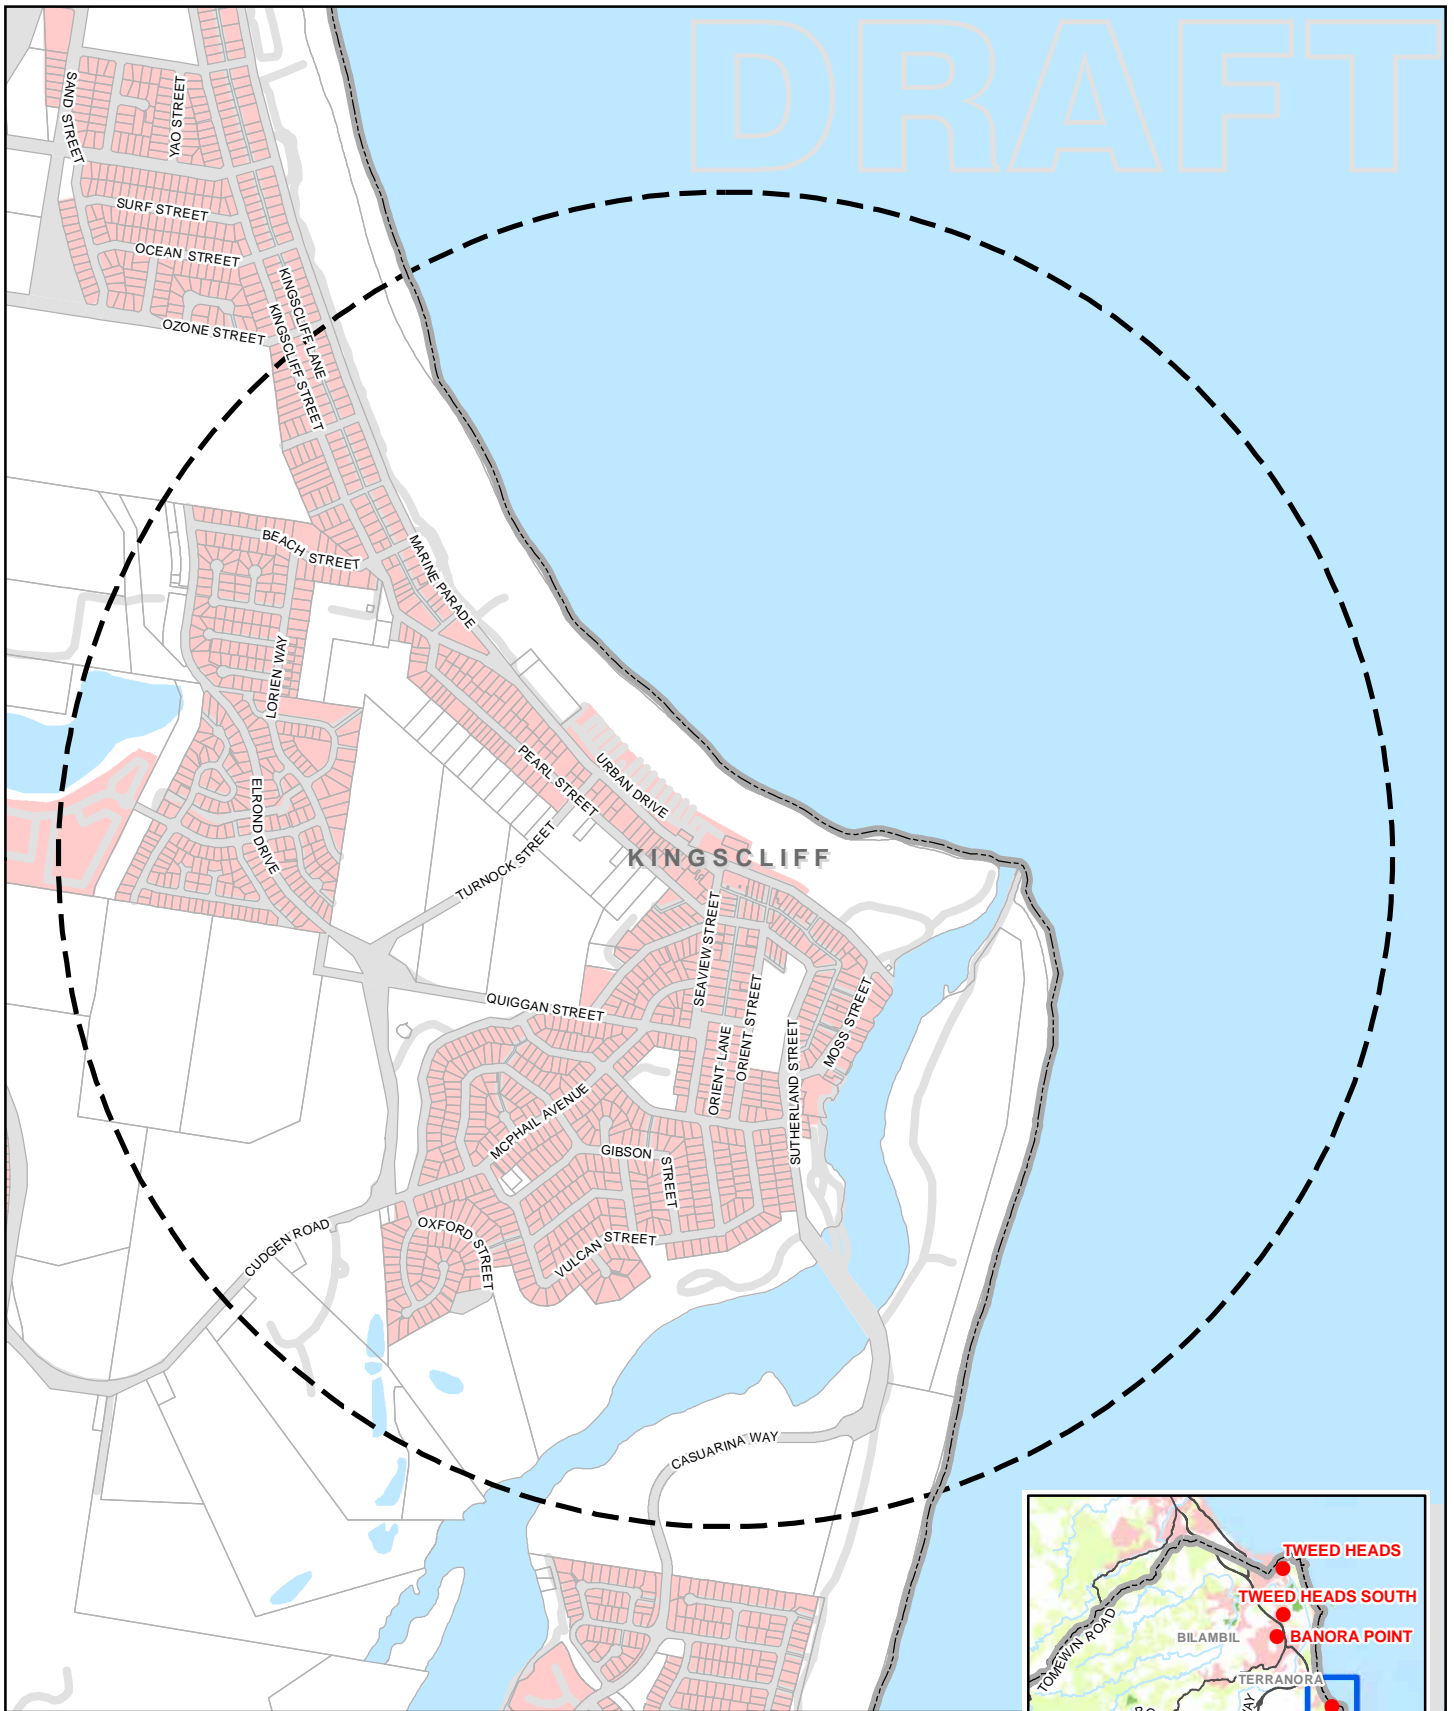 DRAFT
SAND STREET
YAO STREET
SURF STREET
OCEAN STREET
OZONE STREET
KINGSCLIFF LANE
KINGSCLIFF STREET
BEACH STREET
MARINE PARADE
LORIEN WAY
ELROND DRIVE
PEARL STREET
URBAN DRIVE
TURNOCK STREET
KINGSCLIFF
SEAVIEW STREET
QUIGGAN STREET
ORIENT STREET
ORIENT LANE
MOSS STREET
SUTHERLAND STREET
MCPHAIL AVENUE
GIBSON STREET
OXFORD STREET
VULCAN STREET
CUDGEN ROAD
CASUARINA WAY
TWEED HEADS
TWEED HEADS SOUTH
BILAMBIL
BANORA POINT
TOMEWIN ROAD
TERRANORA